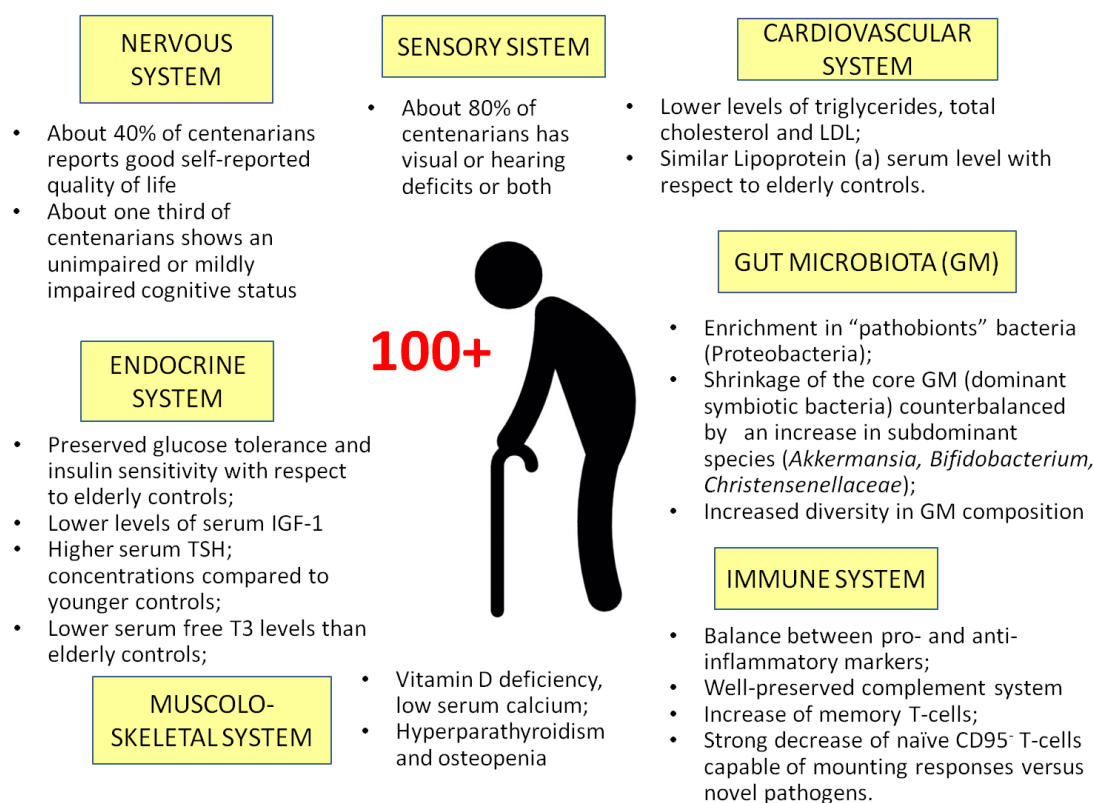 NERVOUS
SYSTEM
• About 40% of centenarians
reports good self-reported
quality of life
• About one third of
centenarians shows an
unimpaired or mildly
impaired cognitive status
SENSORY SISTEM
• About 80% of
centenarians has
visual or hearing
deficits or both
CARDIOVASCULAR
SYSTEM
• Lower levels of triglycerides, total
cholesterol and LDL;
• Similar Lipoprotein (a) serum level with
respect to elderly controls.
100+
GUT MICROBIOTA (GM)
• Enrichment in “pathobionts” bacteria
(Proteobacteria);
• Shrinkage of the core GM (dominant
symbiotic bacteria) counterbalanced
by an increase in subdominant
species (Akkermansia, Bifidobacterium,
Christensenellaceae);
• Increased diversity in GM composition
ENDOCRINE
SYSTEM
• Preserved glucose tolerance and
insulin sensitivity with respect
to elderly controls;
• Lower levels of serum IGF-1
• Higher serum TSH;
concentrations compared to
younger controls;
• Lower serum free T3 levels than
elderly controls;
IMMUNE SYSTEM
• Balance between pro- and anti-
inflammatory markers;
• Well-preserved complement system
• Increase of memory T-cells;
• Strong decrease of naïve CD95⁻ T-cells
capable of mounting responses versus
novel pathogens.
MUSCOLO-
SKELETAL SYSTEM
• Vitamin D deficiency,
low serum calcium;
• Hyperparathyroidism
and osteopenia